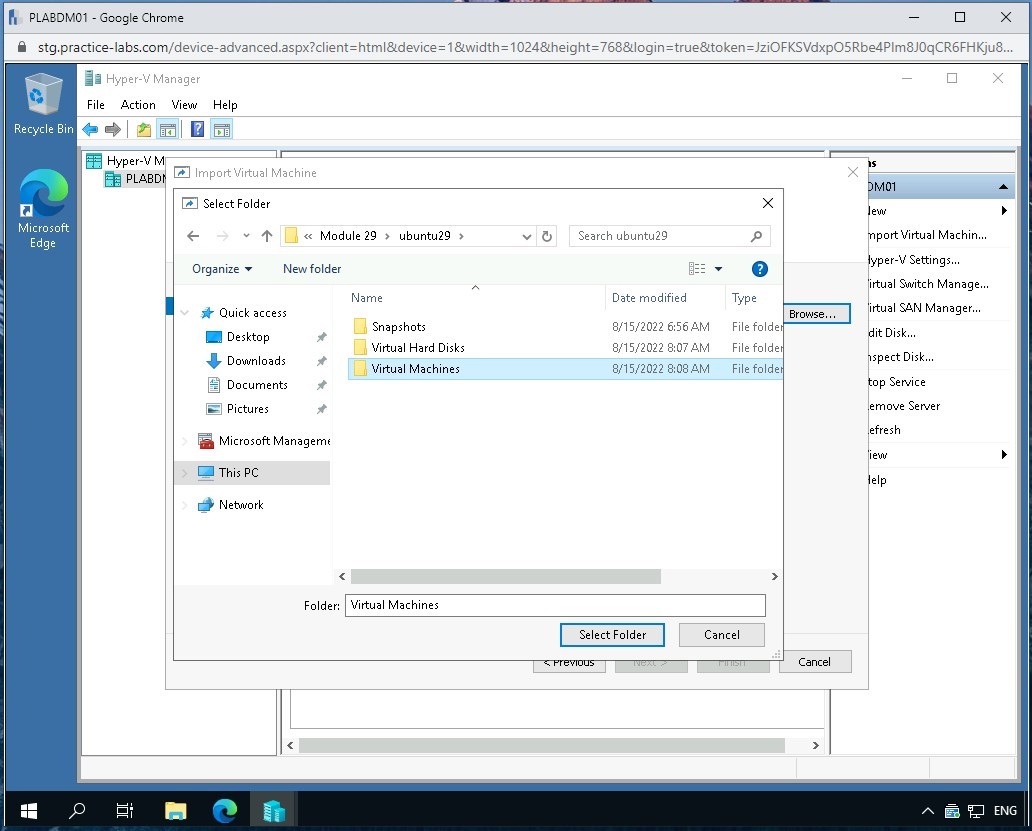 PLABDM01 - Google Chrome
stg.practice-labs.com/device-advanced.aspx?client=html&device=1&width=1024&height=768&login=true&token=JziOFKSVdxpO5Rbe4PIm8J0qCR6FHKju8...
Recycle Bin
Microsoft
Edge
Hyper-V Manager
File Action View Help
Hyper-V M
PLABDM
Import Virtual Machine
Select Folder
« Module 29 › ubuntu29 ›
Search ubuntu29
Organize
New folder
Name Date modified Type
Quick access
Desktop
Downloads
Documents
Pictures
Microsoft Manageme
This PC
Network
Snapshots 8/15/2022 6:56 AM File folder
Virtual Hard Disks 8/15/2022 8:07 AM File folder
Virtual Machines 8/15/2022 8:08 AM File folder
Folder: Virtual Machines
Select Folder
Cancel
Browse...
< Previous
Next >
Finish
Cancel
ns
DM01
lew
mport Virtual Machin...
Hyper-V Settings...
irtual Switch Manage...
irtual SAN Manager...
dit Disk...
nspect Disk...
top Service
emove Server
efresh
iew
elp
ENG